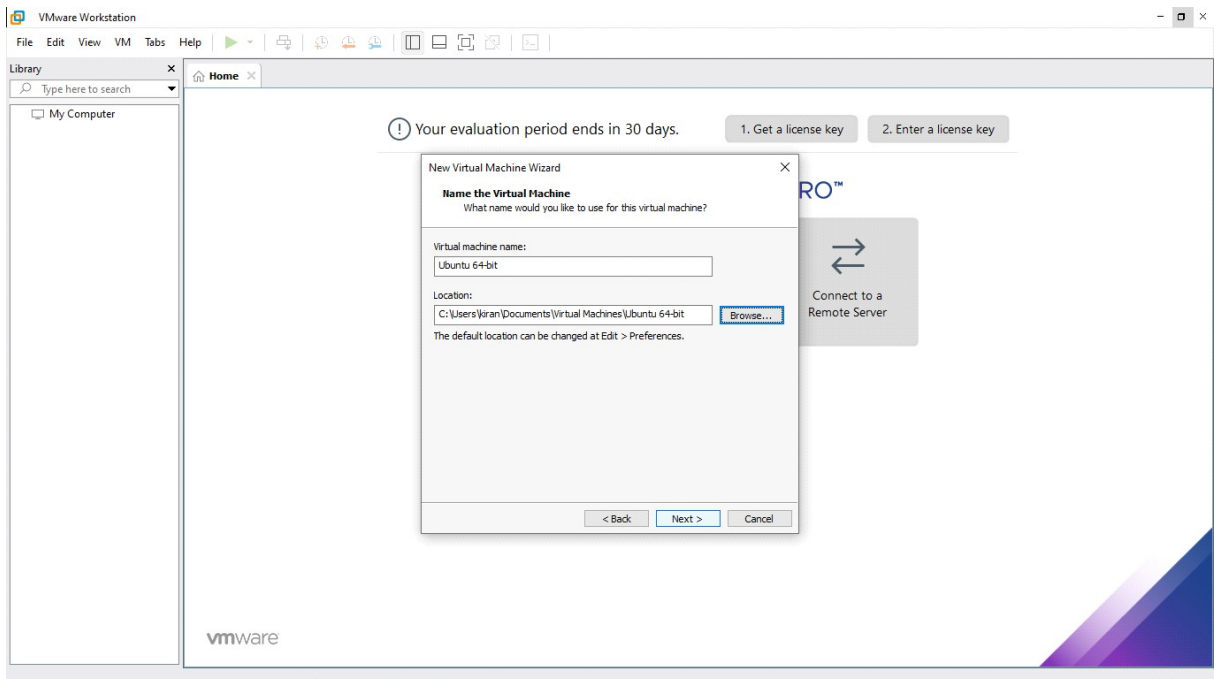 VMware Workstation
File Edit View VM Tabs Help
Library
Type here to search
My Computer
Home
Your evaluation period ends in 30 days.
1. Get a license key
2. Enter a license key
RO™
New Virtual Machine Wizard
Name the Virtual Machine
What name would you like to use for this virtual machine?
Virtual machine name:
Ubuntu 64-bit
Location:
C:\Users\kiran\Documents\Virtual Machines\Ubuntu 64-bit
Browse...
The default location can be changed at Edit > Preferences.
< Back
Next >
Cancel
Connect to a
Remote Server
vmware